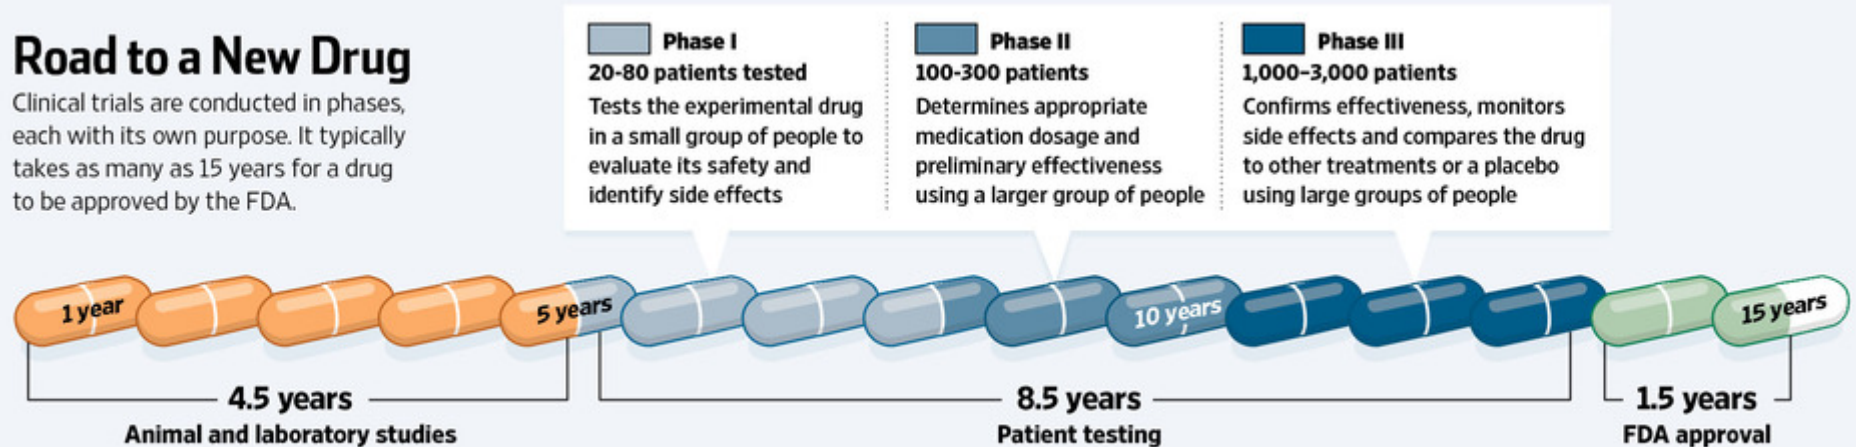 Road to a New Drug
Clinical trials are conducted in phases,
each with its own purpose. It typically
takes as many as 15 years for a drug
to be approved by the FDA.
Phase I
20-80 patients tested
Tests the experimental drug
in a small group of people to
evaluate its safety and
identify side effects
Phase II
100-300 patients
Determines appropriate
medication dosage and
preliminary effectiveness
using a larger group of people
Phase III
1,000-3,000 patients
Confirms effectiveness, monitors
side effects and compares the drug
to other treatments or a placebo
using large groups of people
1 year
5 years
10 years
15 years
4.5 years
Animal and laboratory studies
8.5 years
Patient testing
1.5 years
FDA approval